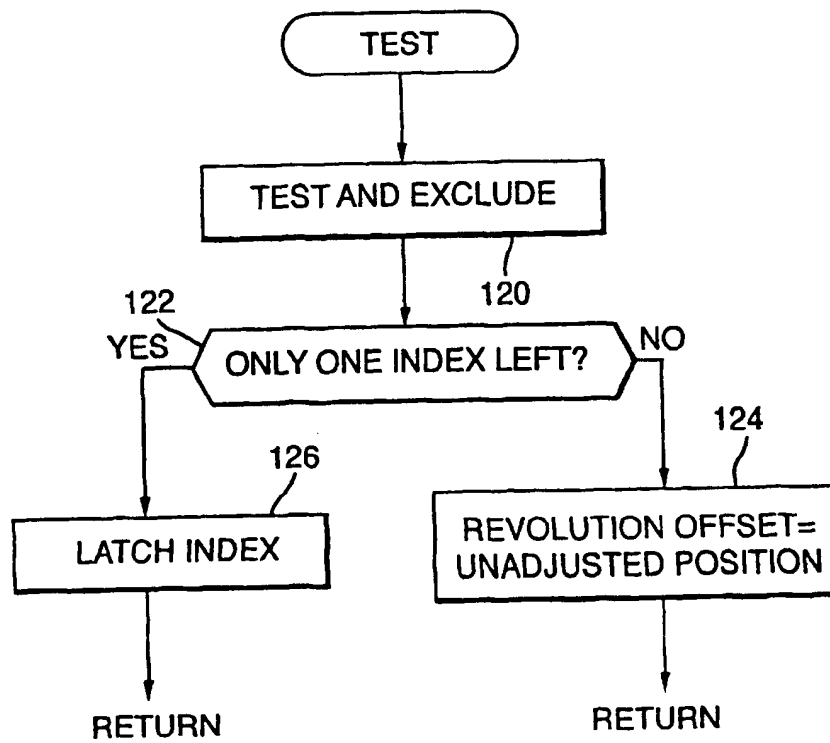 TEST
TEST AND EXCLUDE
120
122
YES
ONLY ONE INDEX LEFT?
NO
126
LATCH INDEX
124
REVOLUTION OFFSET=
UNADJUSTED POSITION
RETURN
RETURN